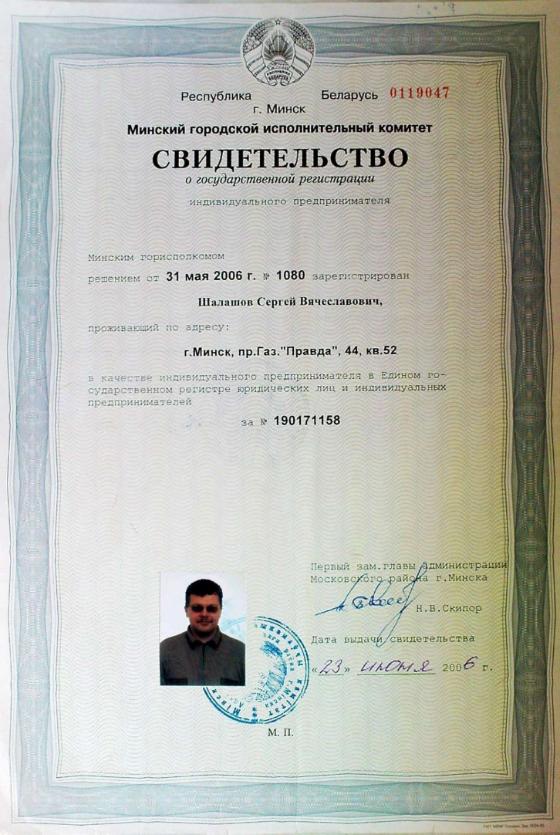 Республика Беларусь 0119047
г. Минск
Минский городской исполнительный комитет
СВИДЕТЕЛЬСТВО
о государственной регистрации
индивидуального предпринимателя
Минским горисполкомом
решением от 31 мая 2006 г. № 1080 зарегистрирован
Шалашов Сергей Вячеславович,
проживающий по адресу:
г.Минск, пр.Газ."Правда", 44, кв.52
в качестве индивидуального предпринимателя в Едином го-
сударственном регистре юридических лиц и индивидуальных
предпринимателей
за № 190171158
Первый зам.главы администрации
Московского района г.Минска
Н.В.Скипор
Дата выдачи свидетельства
«23» июня 2006 г.
М. П.